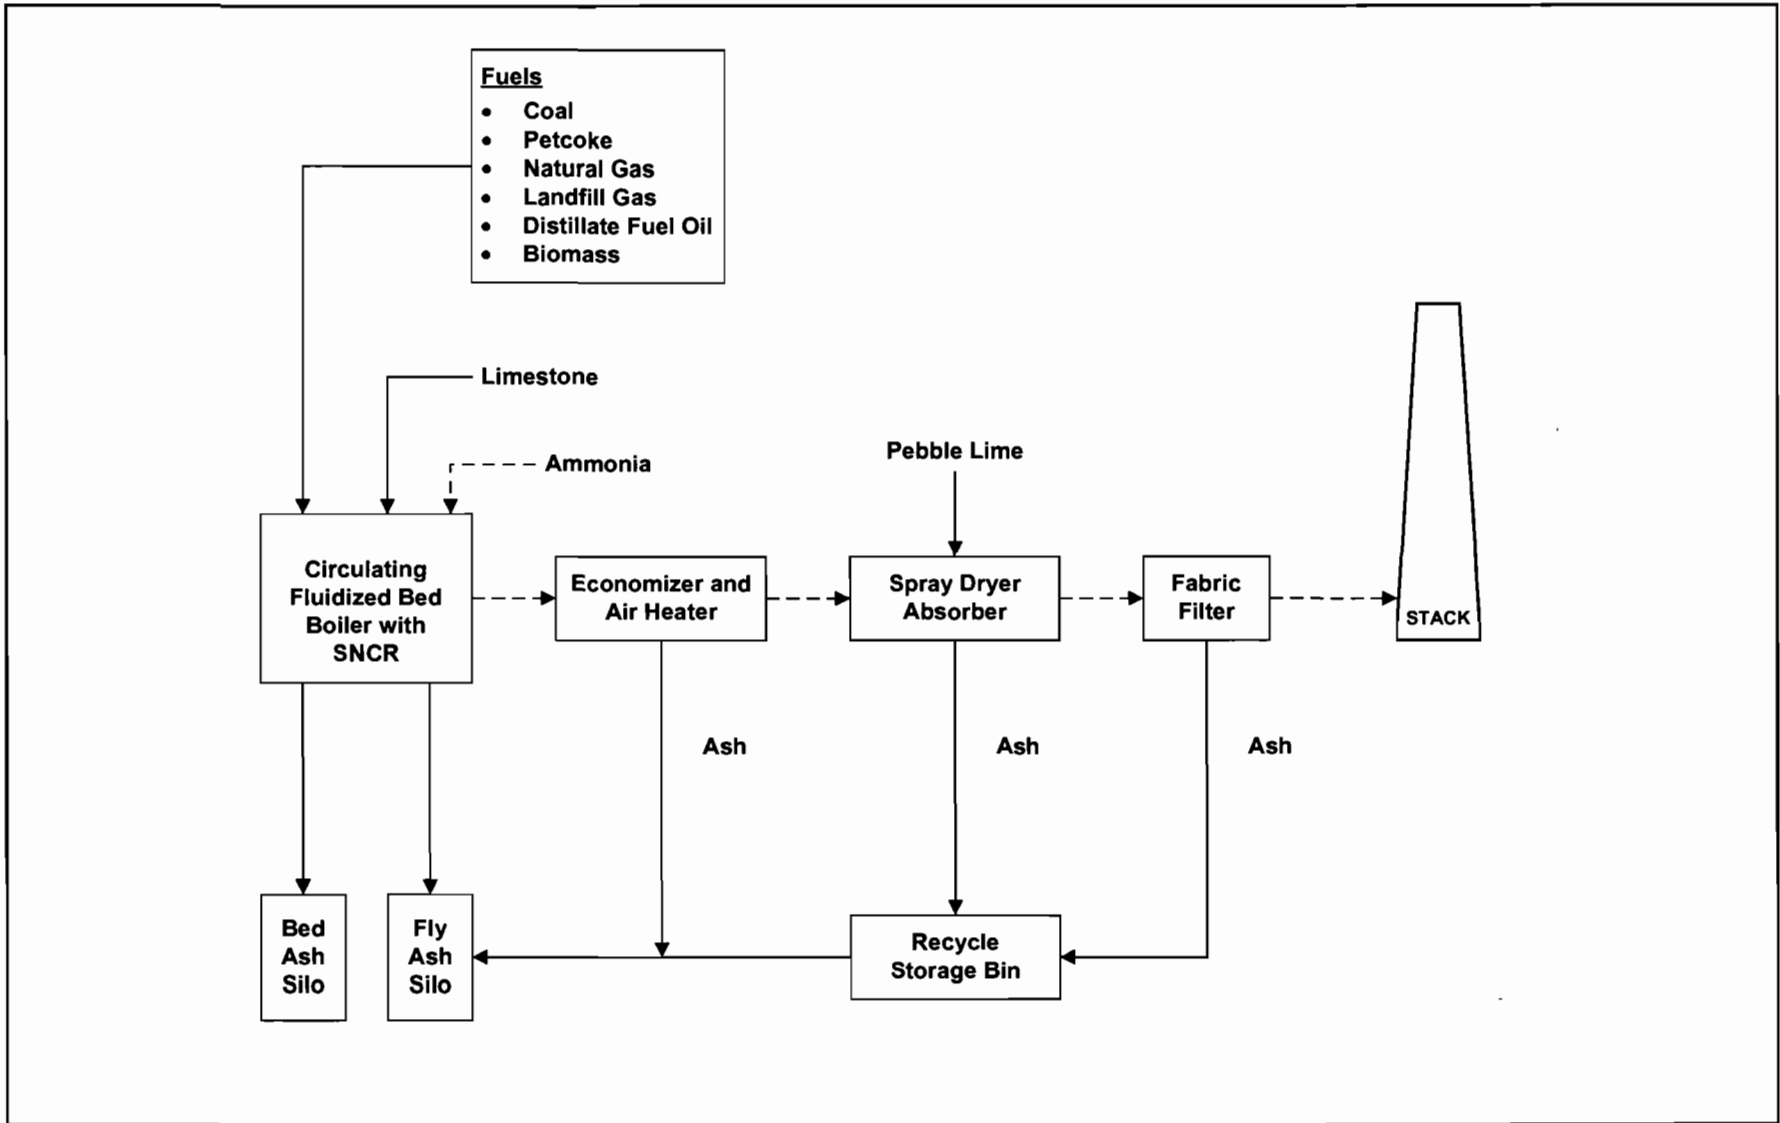 Fuels
• Coal
• Petcoke
• Natural Gas
• Landfill Gas
• Distillate Fuel Oil
• Biomass
Limestone
Ammonia
Pebble Lime
Circulating
Fluidized Bed
Boiler with
SNCR
Economizer and
Air Heater
Spray Dryer
Absorber
Fabric
Filter
STACK
Ash
Ash
Ash
Bed
Ash
Silo
Fly
Ash
Silo
Recycle
Storage Bin